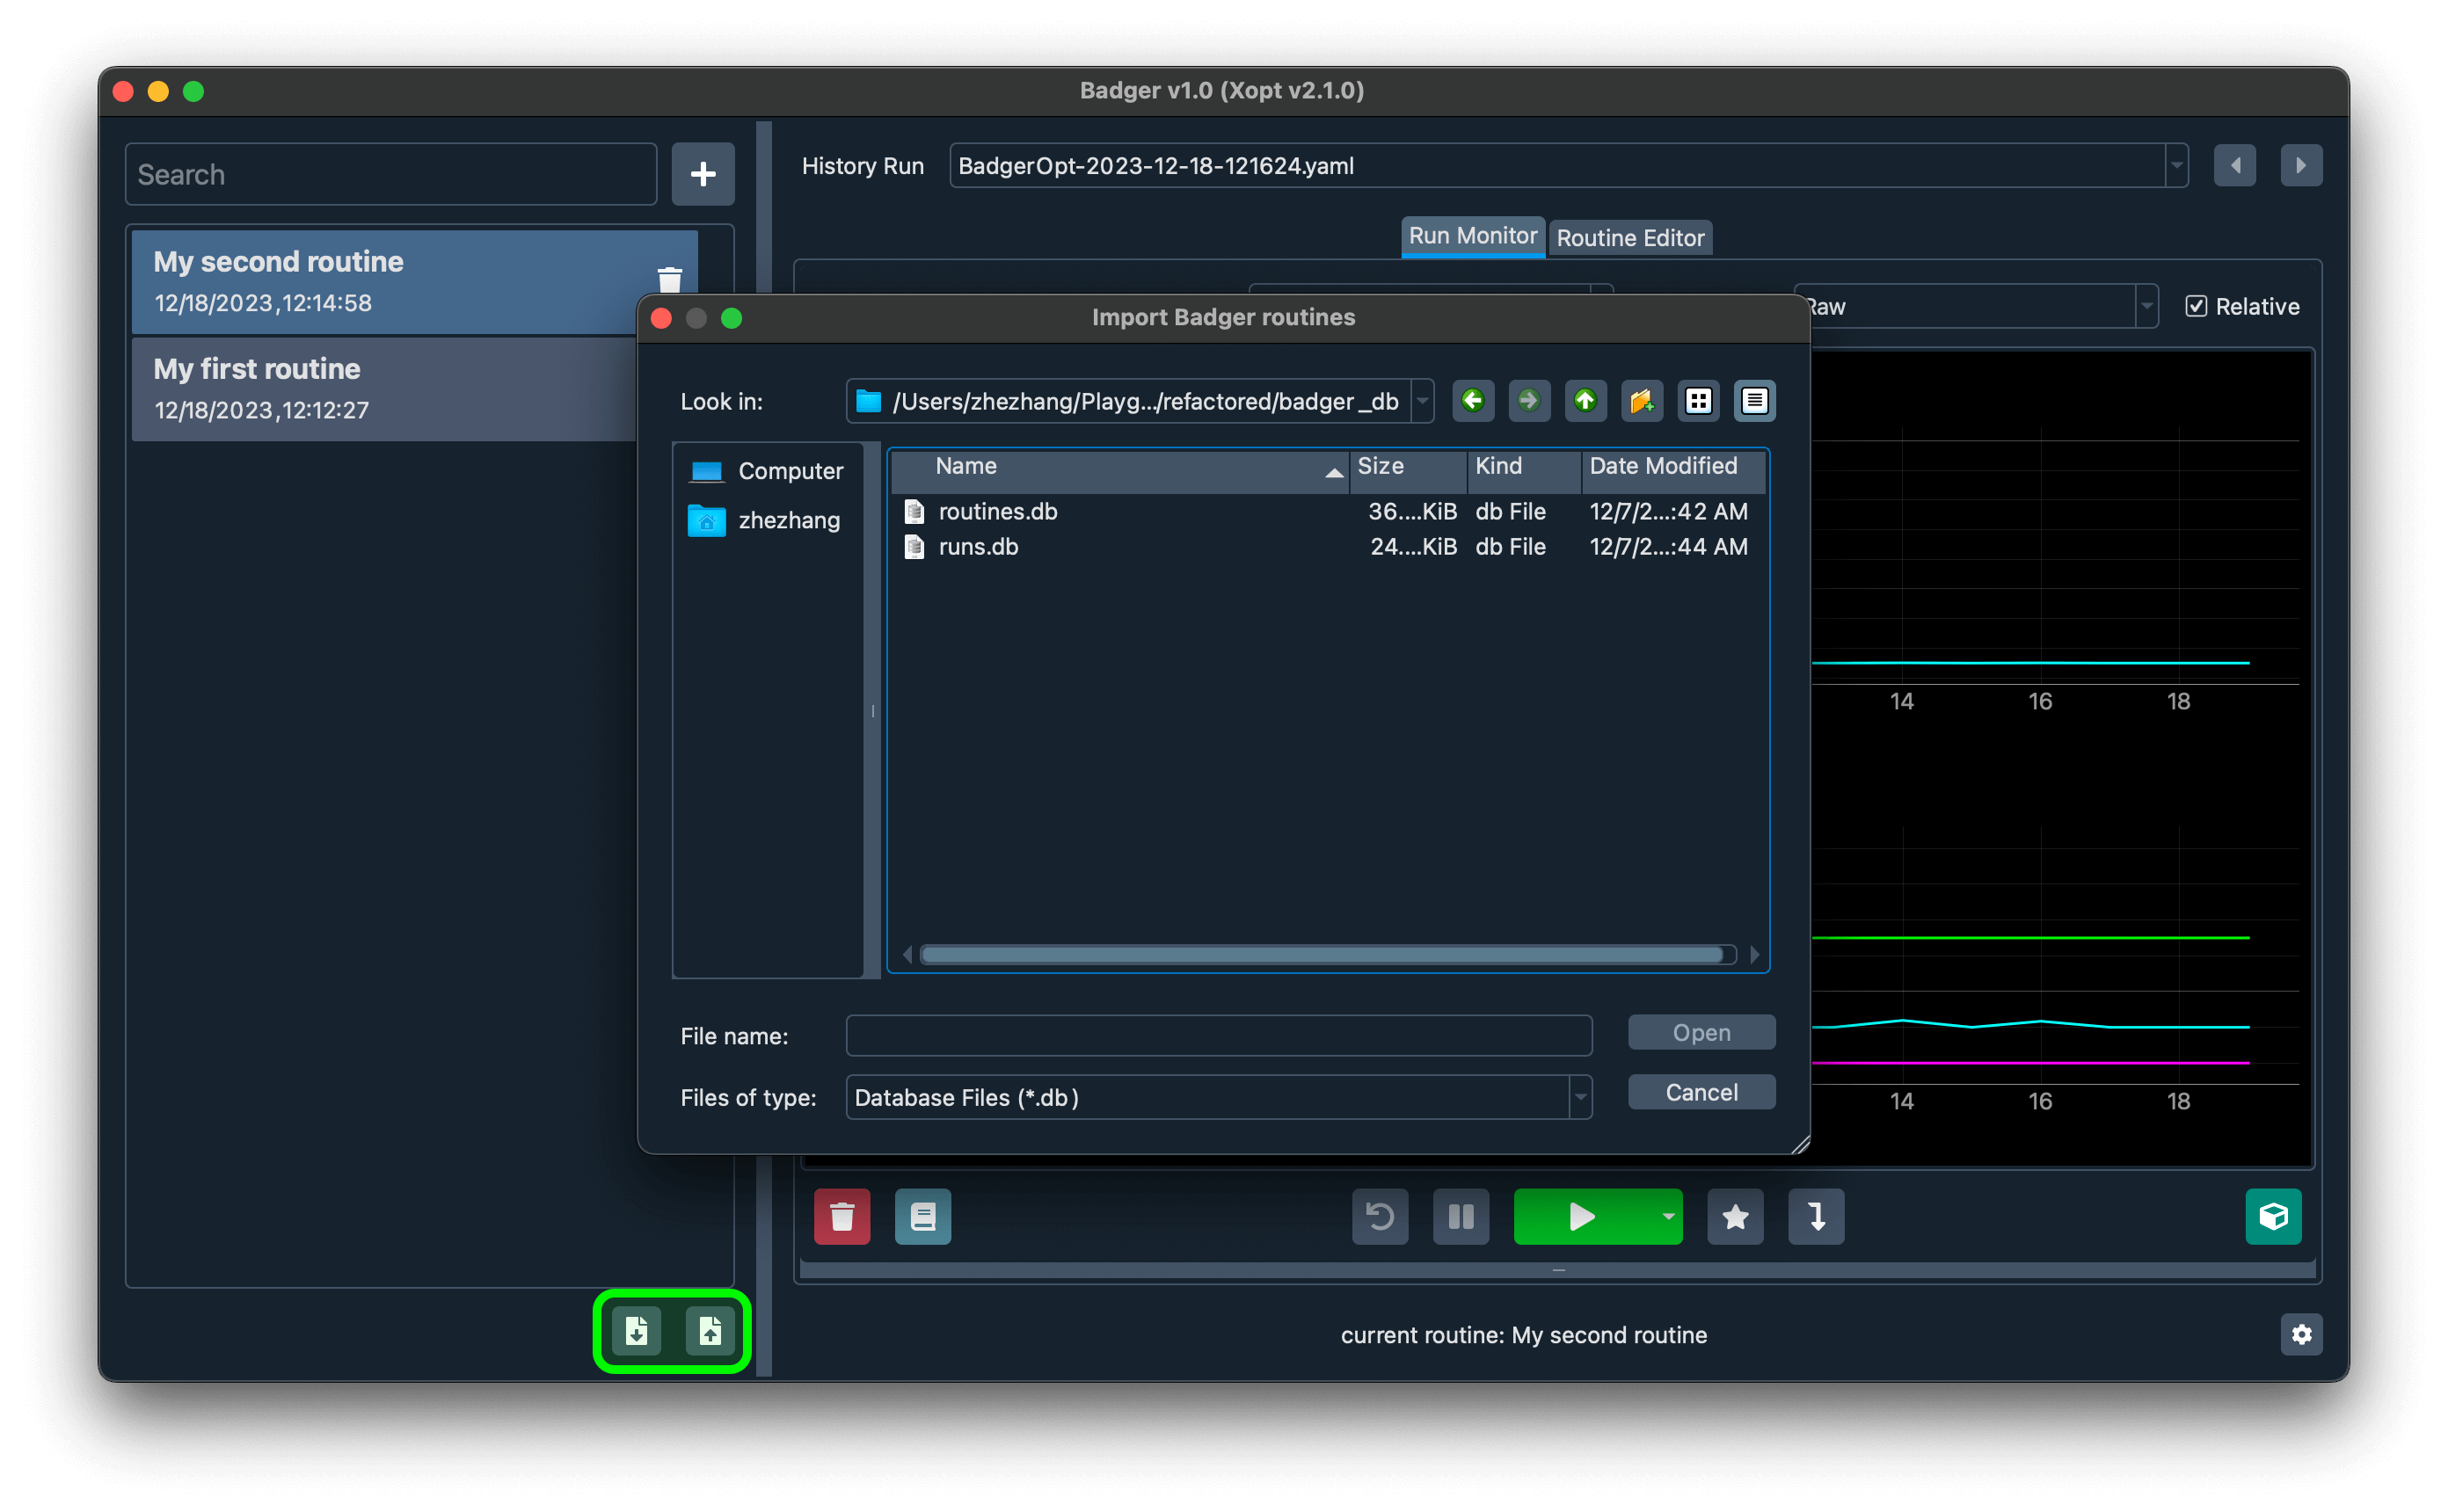 Badger v1.0 (Xopt v2.1.0)
Search
My second routine
12/18/2023,12:14:58
My first routine
12/18/2023,12:12:27
History Run
BadgerOpt-2023-12-18-121624.yaml
Run Monitor
Routine Editor
Raw
Relative
Import Badger routines
Look in:
/Users/zhezhang/Playg.../refactored/badger_db
Computer
zhezhang
Name
Size
Kind
Date Modified
routines.db
36....KiB
db File
12/7/2...:42 AM
runs.db
24....KiB
db File
12/7/2...:44 AM
File name:
Open
Files of type:
Database Files (*.db)
Cancel
14
16
18
14
16
18
current routine: My second routine